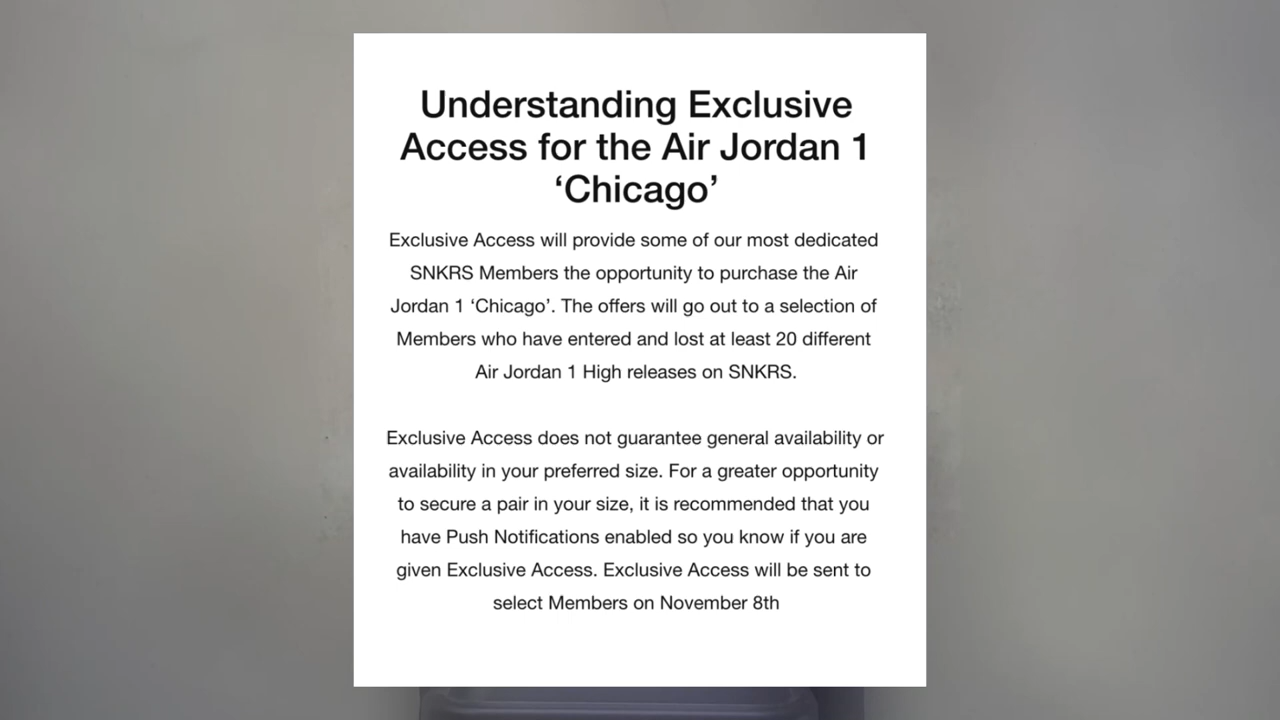 Understanding Exclusive
Access for the Air Jordan 1
‘Chicago’
Exclusive Access will provide some of our most dedicated
SNKRS Members the opportunity to purchase the Air
Jordan 1 ‘Chicago’. The offers will go out to a selection of
Members who have entered and lost at least 20 different
Air Jordan 1 High releases on SNKRS.
Exclusive Access does not guarantee general availability or
availability in your preferred size. For a greater opportunity
to secure a pair in your size, it is recommended that you
have Push Notifications enabled so you know if you are
given Exclusive Access. Exclusive Access will be sent to
select Members on November 8th